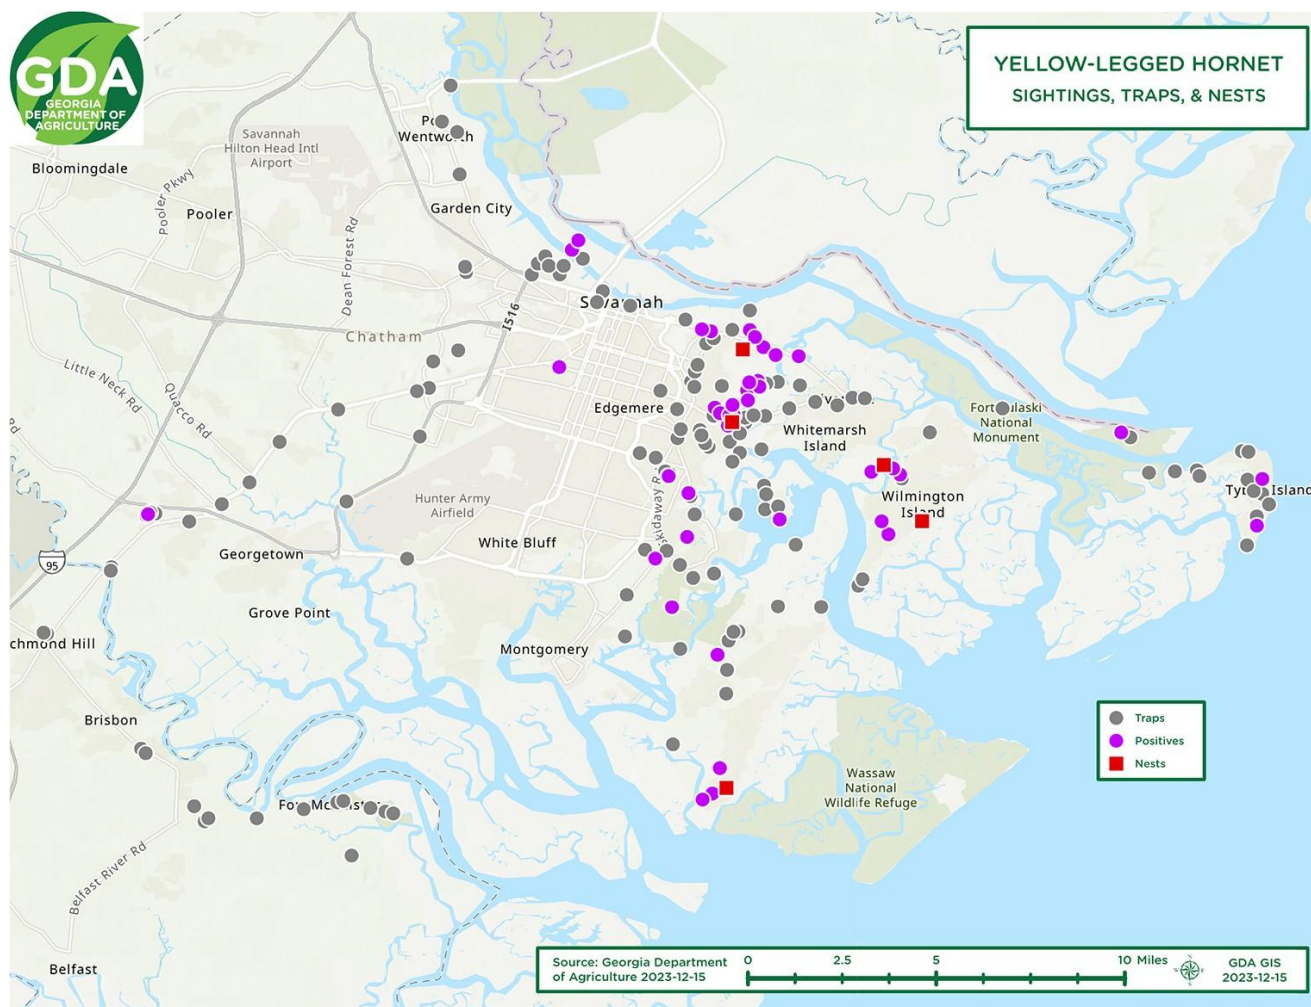 GDA
GEORGIA
DEPARTMENT OF
AGRICULTURE
YELLOW-LEGGED HORNET
SIGHTINGS, TRAPS, & NESTS
Wentworth
Savannah
Hilton Head Intl
Airport
Bloomingdale
Pooler Pkwy
Pooler
Garden City
Dean Forest Rd
I516
Chatham
Little Neck Rd
Quacco Rd
Rd
Edgemere
Whitemarsh
Island
Fort
National
Monument
Wilmington
Island
Island
Hunter Army
Airfield
White Bluff
Georgetown
95
Grove Point
Montgomery
Hill
Brisbon
Traps
Positives
Nests
Wassaw
National
Wildlife Refuge
Belfast River Rd
Belfast
Source: Georgia Department
of Agriculture 2023-12-15
0 2.5 5 10 Miles
GDA GIS
2023-12-15